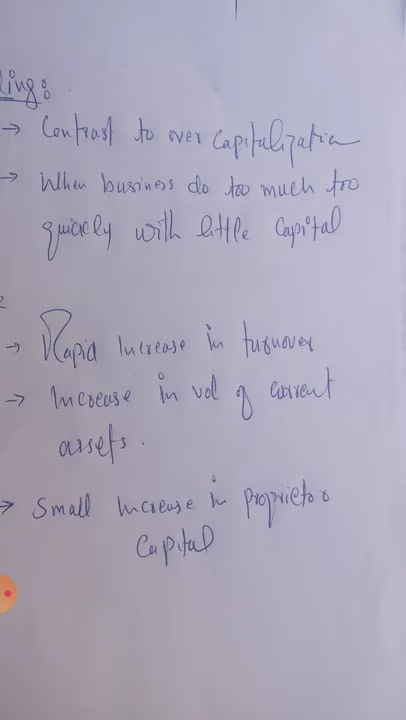 ling:
→ Contrast to over capitalization
→ When business do too much too
quickly with little Capital
→ Rapid Increase in turnover
→ Increase in vol of current
assets.
→ Small Increase in proprietor
Capital